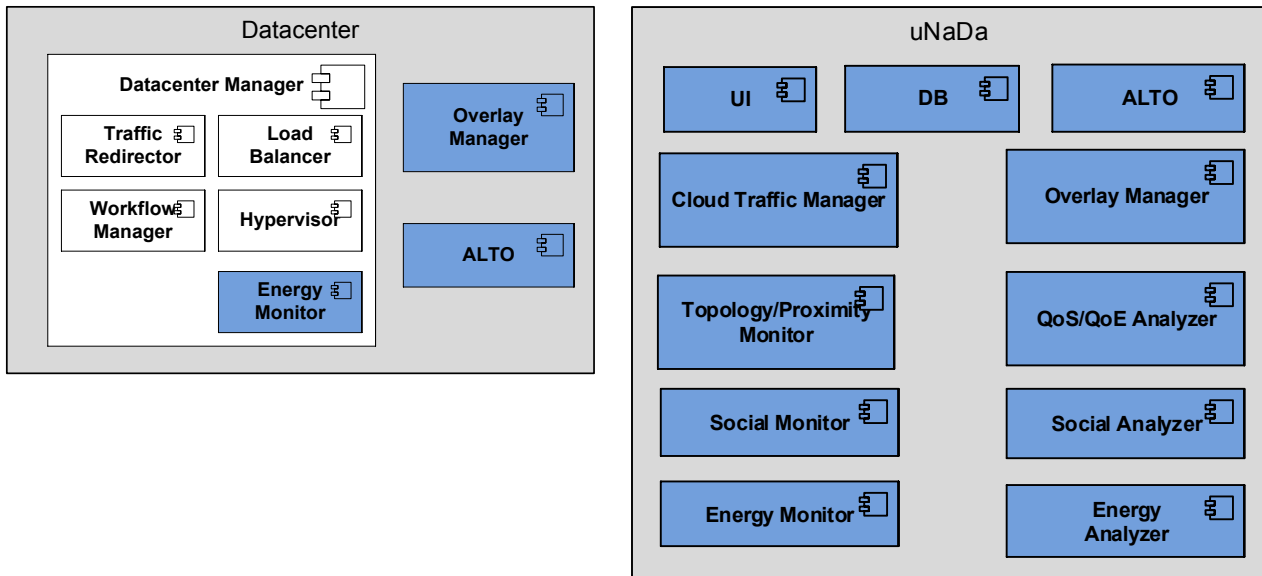 Datacenter
Datacenter Manager
Traffic
Redirector
Load
Balancer
Workflow
Manager
Hypervisor
Energy
Monitor
Overlay
Manager
ALTO
uNaDa
UI
DB
ALTO
Cloud Traffic Manager
Overlay Manager
Topology/Proximity
Monitor
QoS/QoE Analyzer
Social Monitor
Social Analyzer
Energy Monitor
Energy
Analyzer